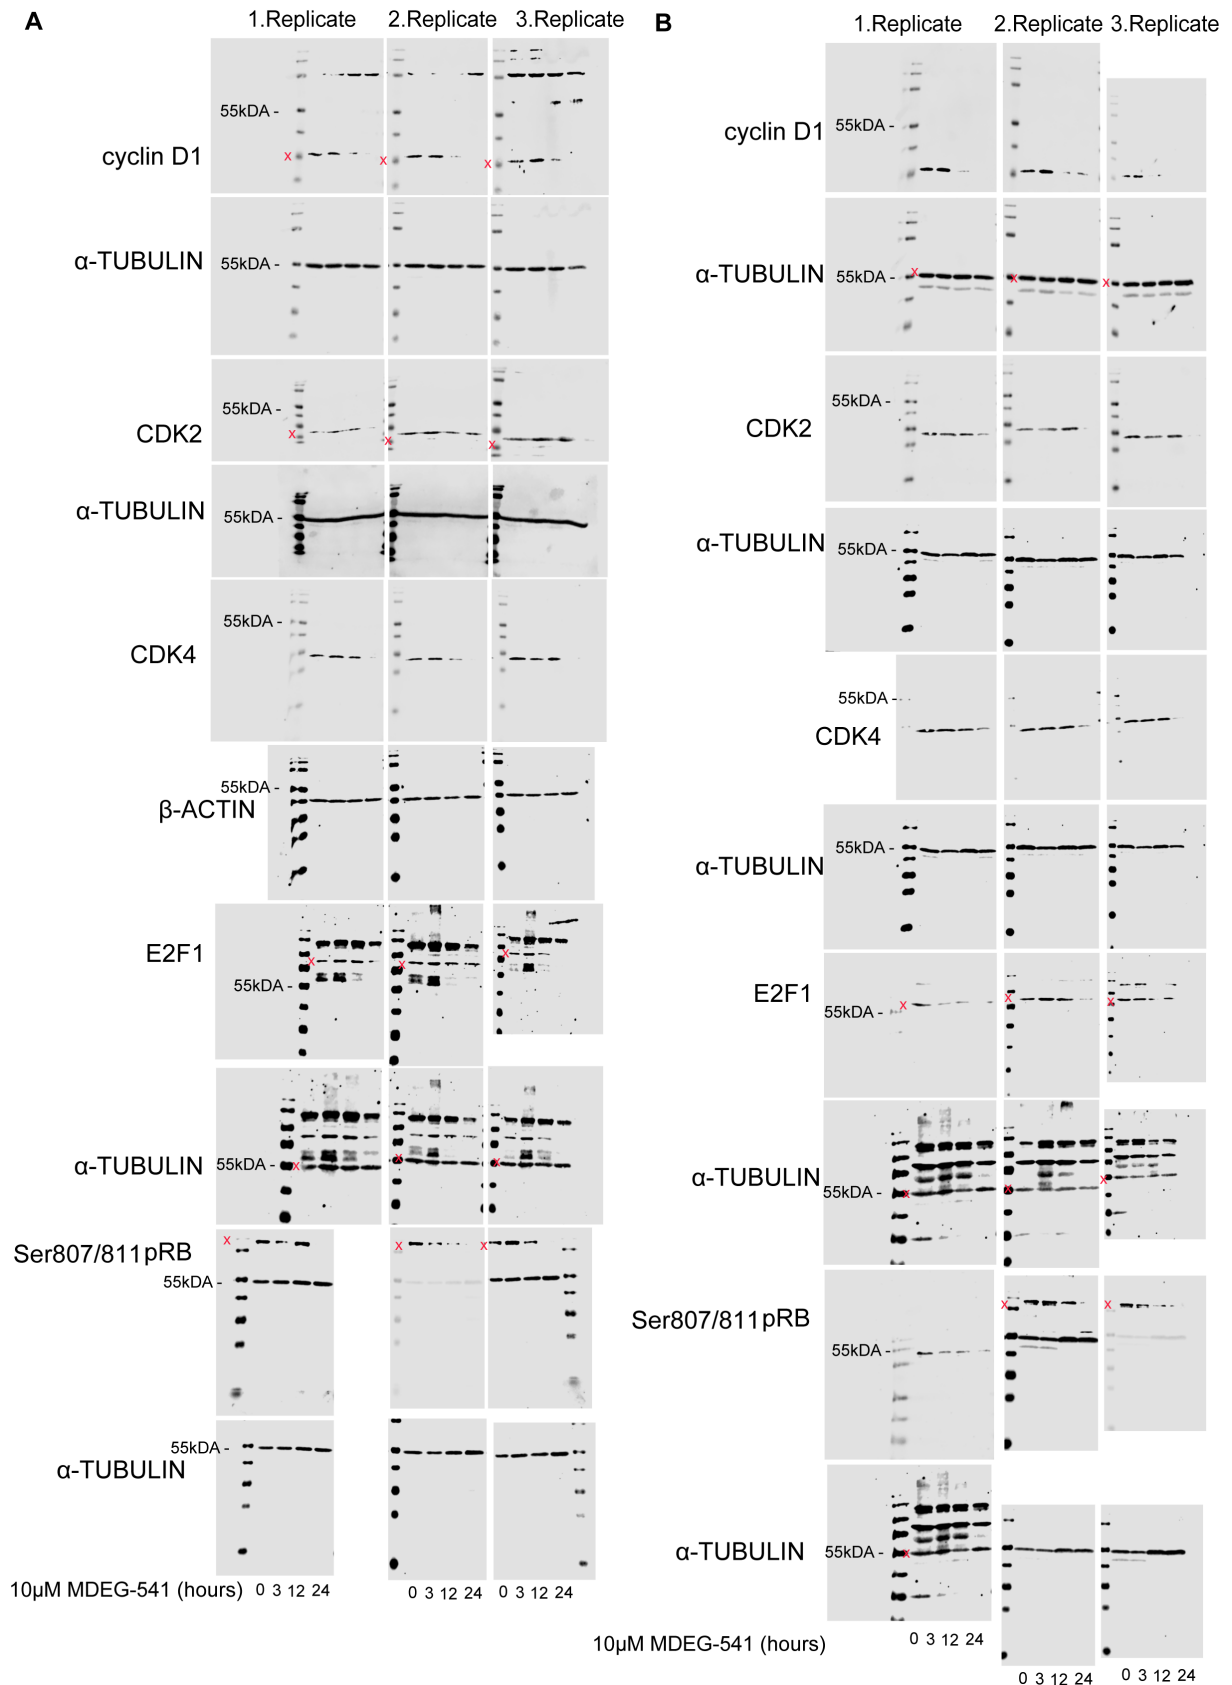 A
1.Replicate 2.Replicate 3.Replicate
55kDA -
cyclin D1
x x x
α-TUBULIN
55kDA -
55kDA -
CDK2
x x x
α-TUBULIN
55kDA -
55kDA -
CDK4
55kDA -
β-ACTIN
E2F1
x x x
55kDA -
α-TUBULIN
55kDA -
x x x
Ser807/811pRB
x x x
55kDA -
55kDA -
α-TUBULIN
10µM MDEG-541 (hours) 0 3 12 24 0 3 12 24 0 3 12 24
B
1.Replicate 2.Replicate 3.Replicate
cyclin D1
55kDA -
α-TUBULIN
55kDA -
x x x
55kDA -
CDK2
α-TUBULIN
55kDA -
55kDA -
CDK4
55kDA -
α-TUBULIN
E2F1
x x x
55kDA -
α-TUBULIN
55kDA -
x x x
Ser807/811pRB
x x
55kDA -
α-TUBULIN
55kDA -
x
10µM MDEG-541 (hours)
0 3 12 24
0 3 12 24 0 3 12 24